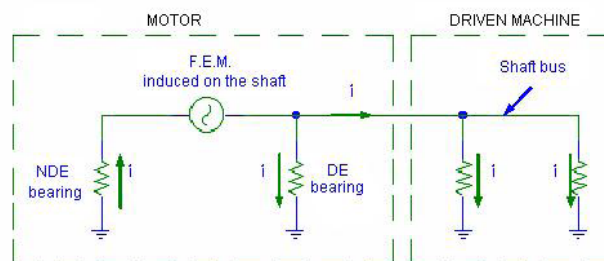 MOTOR
DRIVEN MACHINE
F.E.M.
induced on the shaft
Shaft bus
i
NDE
bearing
i
i
DE
bearing
i
i